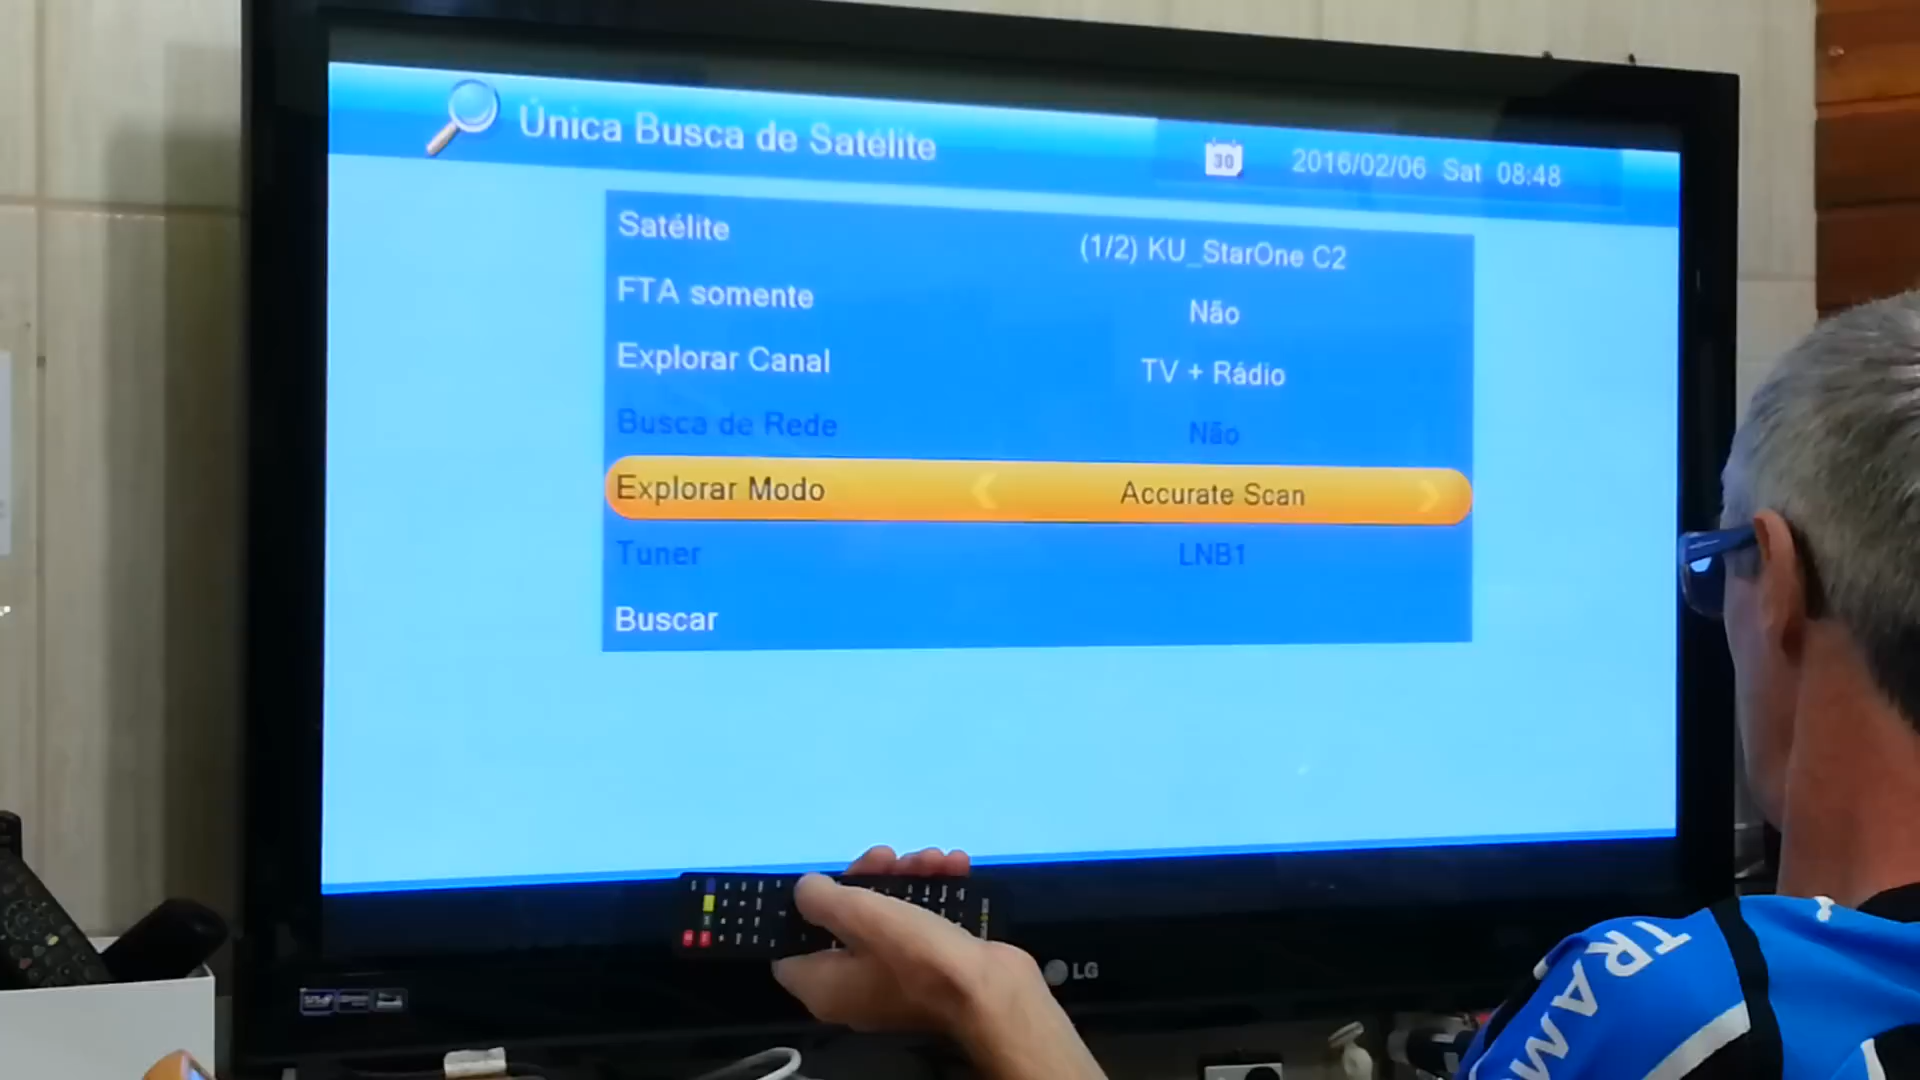 Única Busca de Satélite
30 2016/02/06 Sat 08:48
Satélite (1/2) KU_StarOne C2
FTA somente Não
Explorar Canal TV + Rádio
Busca de Rede Não
Explorar Modo Accurate Scan
Tuner LNB1
Buscar
LG
TRAM